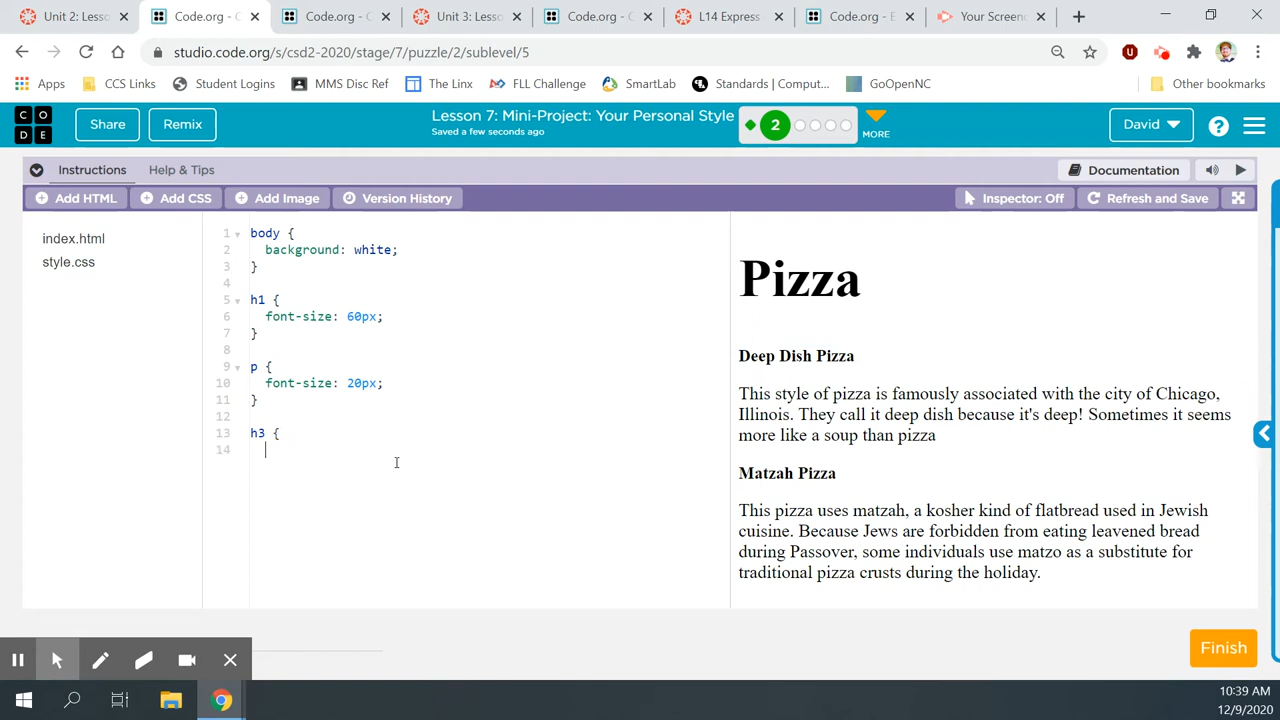 Unit 2: Lesso
Code.org - C
Code.org - C
Unit 3: Lesso
Code.org - C
L14 Express
Code.org - E
Your Screen
studio.code.org/s/csd2-2020/stage/7/puzzle/2/sublevel/5
Apps
CCS Links
Student Logins
MMS Disc Ref
The Linx
FLL Challenge
SmartLab
Standards | Comput...
GoOpenNC
Other bookmarks
C O
D E
Share
Remix
Lesson 7: Mini-Project: Your Personal Style
Saved a few seconds ago
2
MORE
David
?
Instructions
Help & Tips
Documentation
Add HTML
Add CSS
Add Image
Version History
Inspector: Off
Refresh and Save
index.html
style.css
1 body {
2 background: white;
3 }
4
5 h1 {
6 font-size: 60px;
7 }
8
9 p {
10 font-size: 20px;
11 }
12
13 h3 {
14
Pizza
Deep Dish Pizza
This style of pizza is famously associated with the city of Chicago,
Illinois. They call it deep dish because it's deep! Sometimes it seems
more like a soup than pizza
Matzah Pizza
This pizza uses matzah, a kosher kind of flatbread used in Jewish
cuisine. Because Jews are forbidden from eating leavened bread
during Passover, some individuals use matzo as a substitute for
traditional pizza crusts during the holiday.
Finish
10:39 AM
12/9/2020